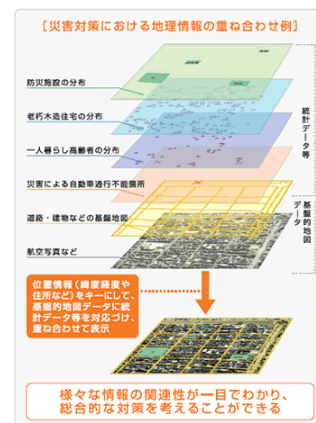 ［災害対策における地理情報の重ね合わせ例］
防災施設の分布
老朽木造住宅の分布
一人暮らし高齢者の分布
災害による自動車通行不能箇所
道路・建物などの基盤地図
航空写真など
統計データ等
基盤的地図
データ
位置情報（緯度経度や
住所など）をキーにして、
基盤的地図データに統
計データ等を対応づけ、
重ね合わせて表示
様々な情報の関連性が一目でわかり、
総合的な対策を考えることができる